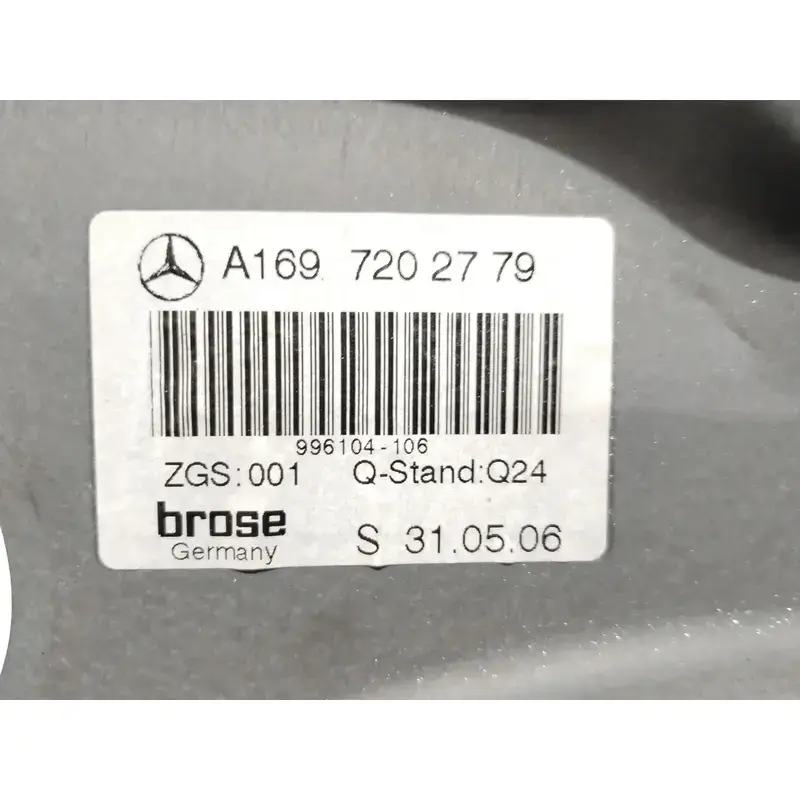 A169 720 27 79
996104-106
ZGS:001 Q-Stand:Q24
brose
Germany S 31.05.06